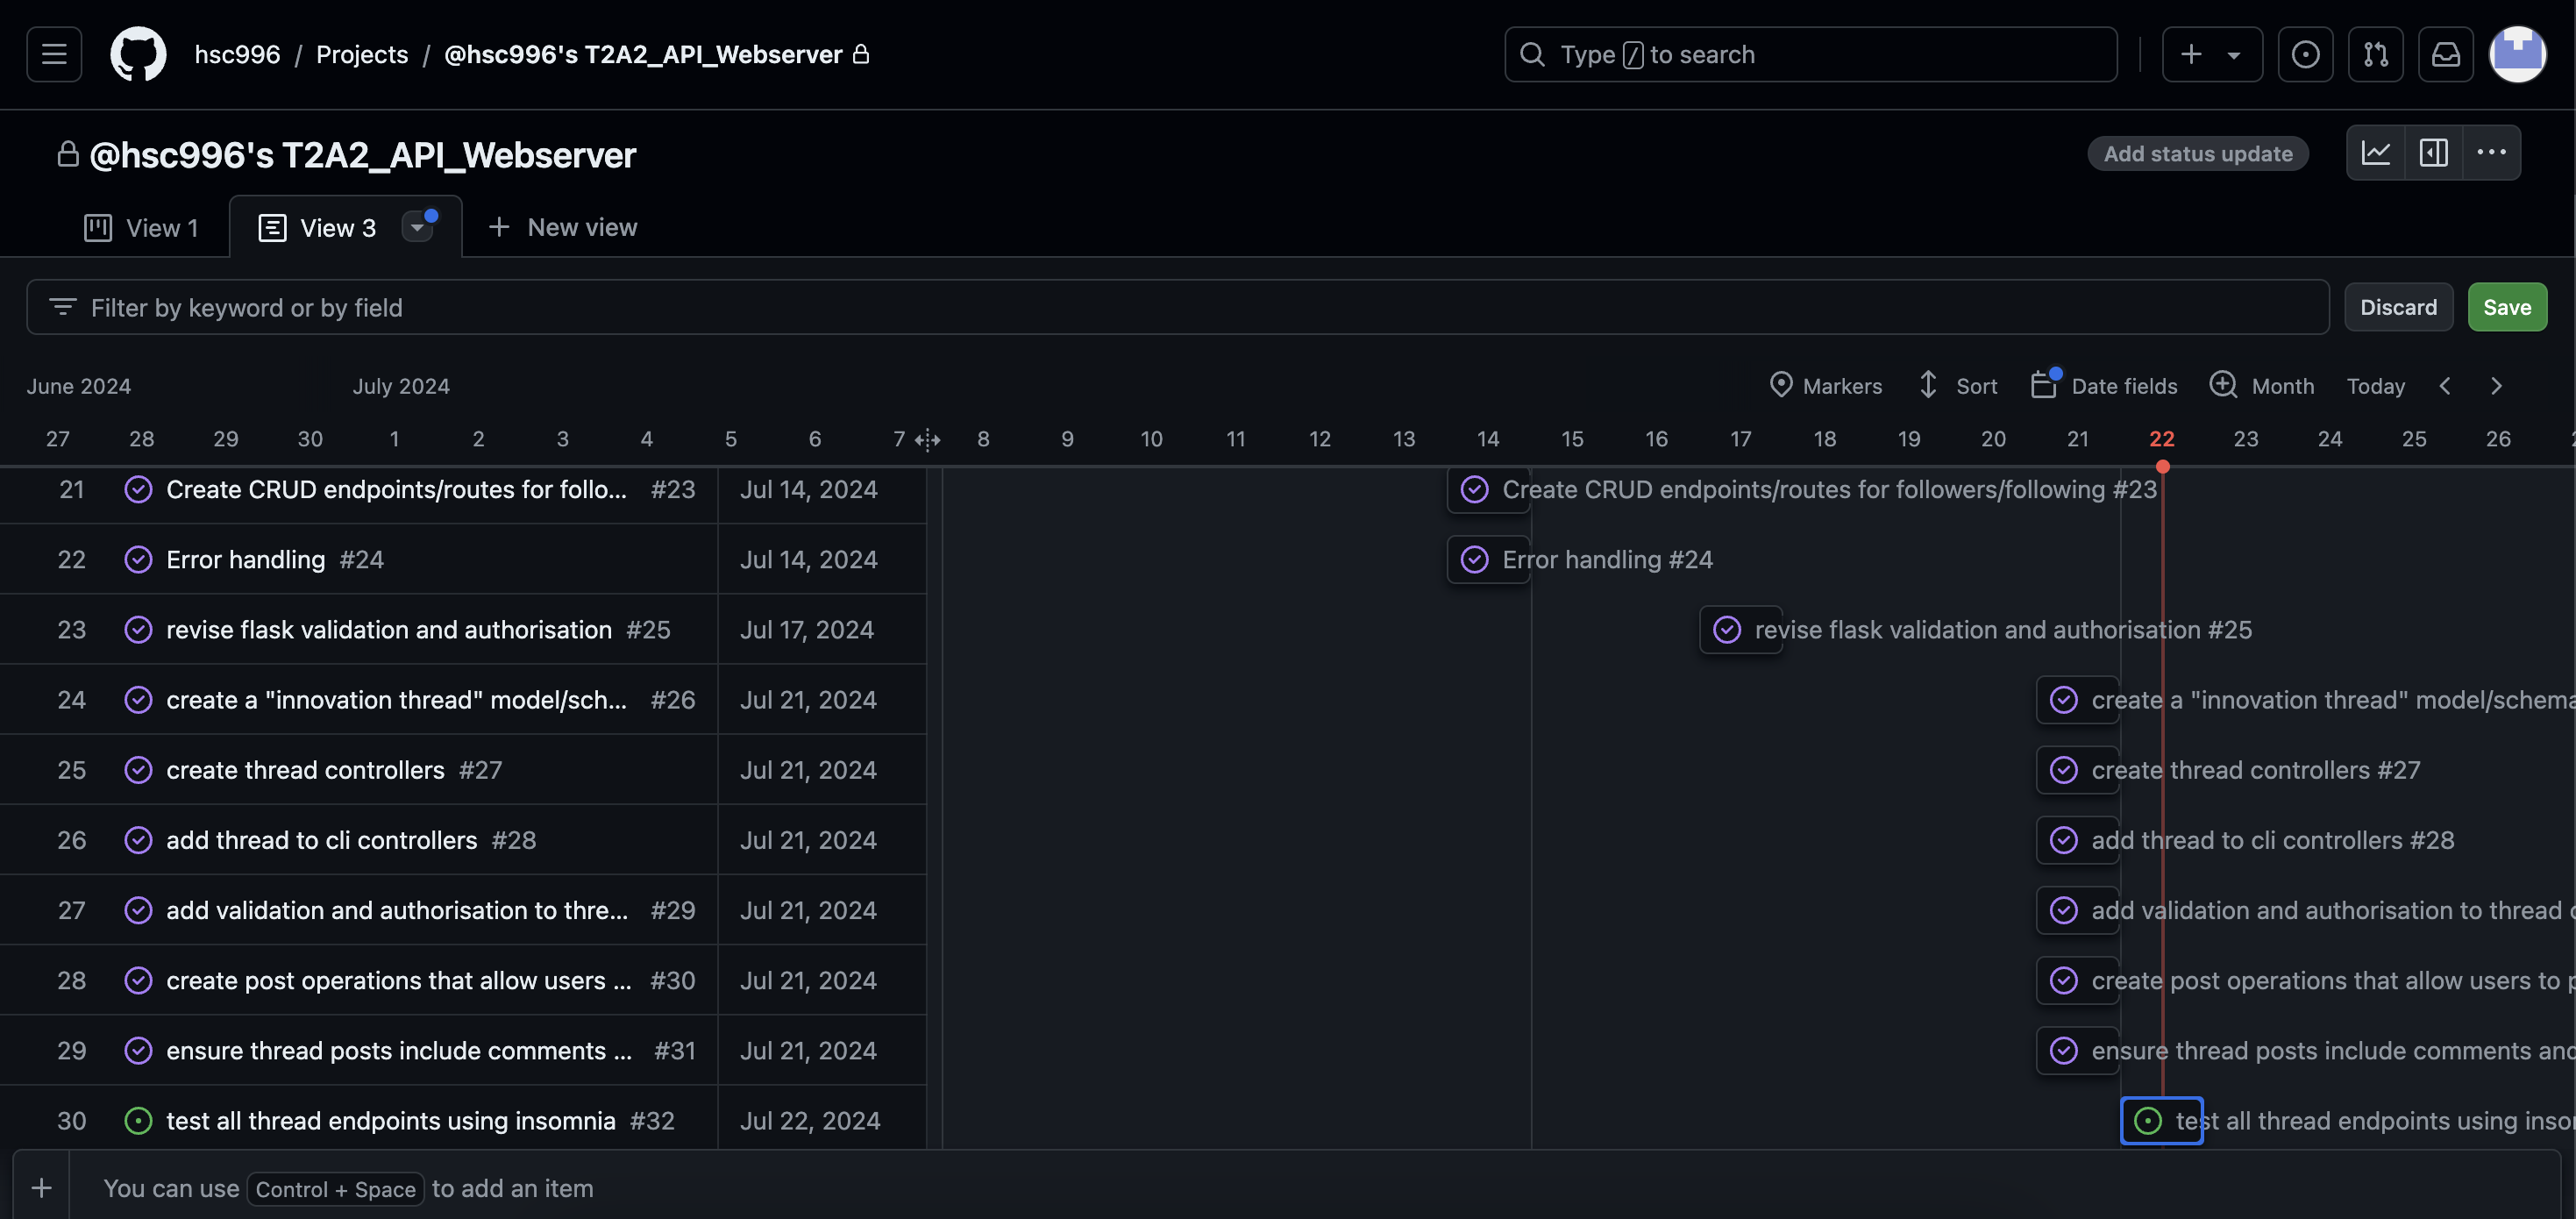 hsc996 / Projects / @hsc996's T2A2_API_Webserver
Type / to search
@hsc996's T2A2_API_Webserver
Add status update
View 1
View 3
New view
Filter by keyword or by field
Discard
Save
June 2024
July 2024
Markers
Sort
Date fields
Month
Today
27 28 29 30 1 2 3 4 5 6 7 8 9 10 11 12 13 14 15 16 17 18 19 20 21 22 23 24 25 26
21 Create CRUD endpoints/routes for follo... #23 Jul 14, 2024 Create CRUD endpoints/routes for followers/following #23
22 Error handling #24 Jul 14, 2024 Error handling #24
23 revise flask validation and authorisation #25 Jul 17, 2024 revise flask validation and authorisation #25
24 create a "innovation thread" model/sch... #26 Jul 21, 2024 create a "innovation thread" model/schema
25 create thread controllers #27 Jul 21, 2024 create thread controllers #27
26 add thread to cli controllers #28 Jul 21, 2024 add thread to cli controllers #28
27 add validation and authorisation to thre... #29 Jul 21, 2024 add validation and authorisation to thread
28 create post operations that allow users ... #30 Jul 21, 2024 create post operations that allow users to
29 ensure thread posts include comments ... #31 Jul 21, 2024 ensure thread posts include comments and
30 test all thread endpoints using insomnia #32 Jul 22, 2024 test all thread endpoints using
You can use Control + Space to add an item